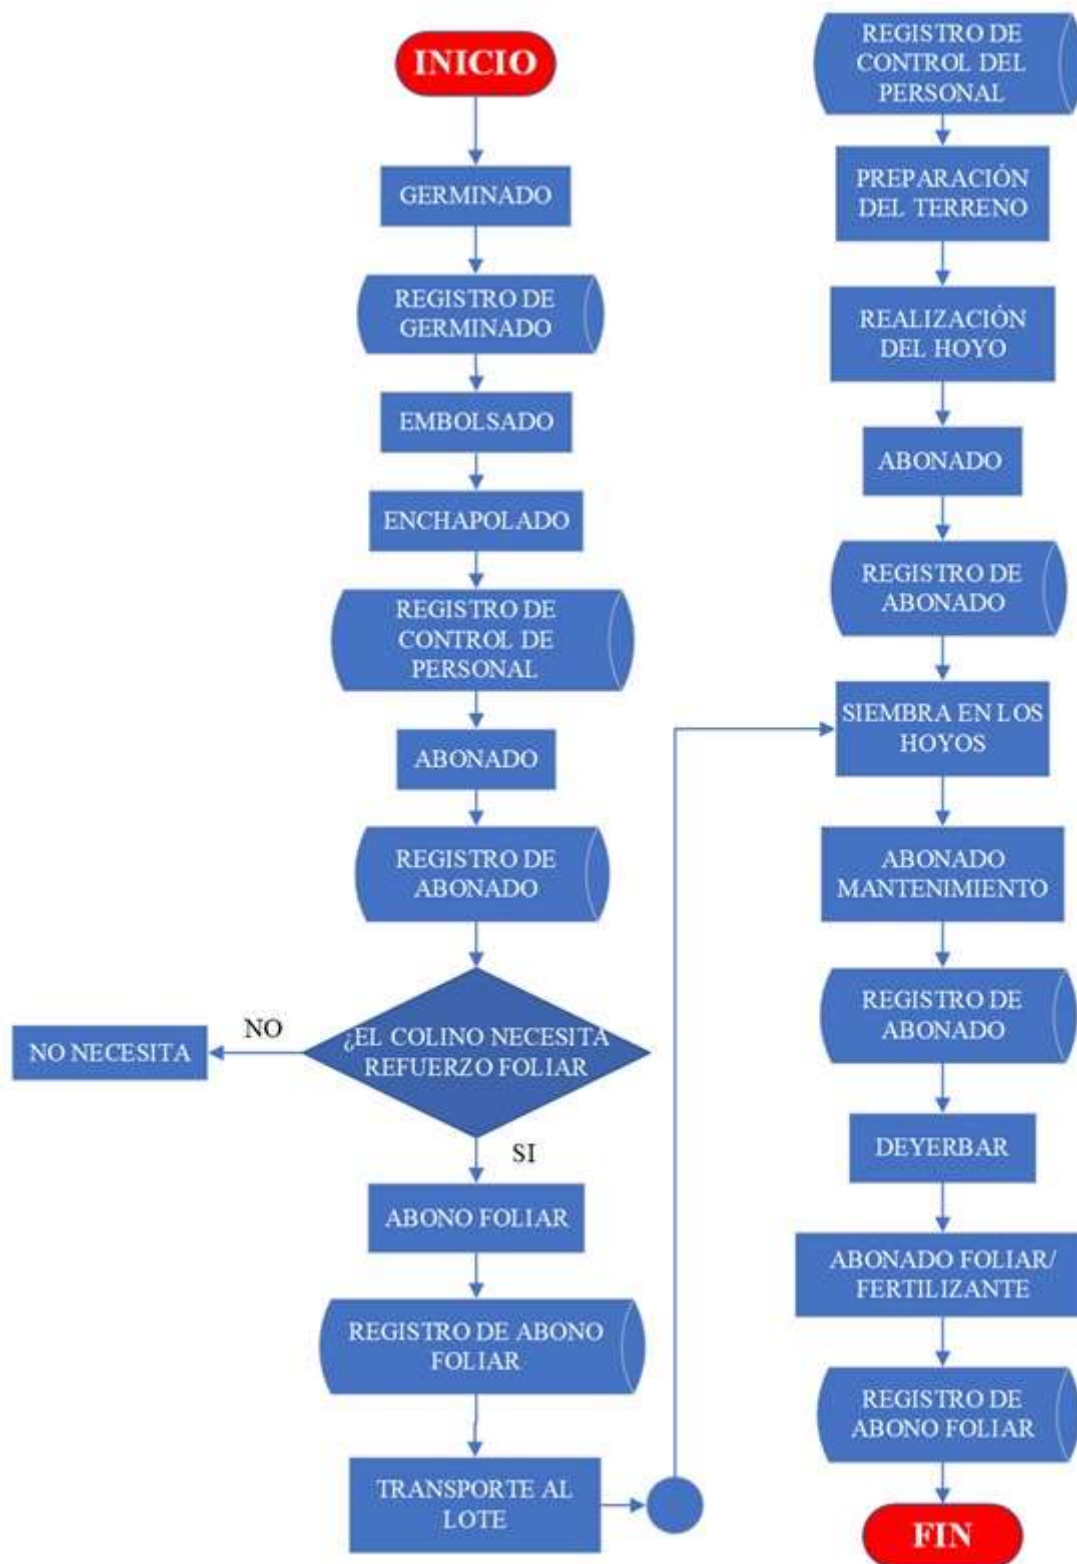 INICIO
GERMINADO
REGISTRO DE
GERMINADO
EMBOLSADO
ENCHAPOLADO
REGISTRO DE
CONTROL DE
PERSONAL
ABONADO
REGISTRO DE
ABONADO
¿EL COLINO NECESITA
REFUERZO FOLIAR
NO
NO NECESITA
SI
ABONO FOLIAR
REGISTRO DE ABONO
FOLIAR
TRANSPORTE AL
LOTE
REGISTRO DE
CONTROL DEL
PERSONAL
PREPARACIÓN
DEL TERRENO
REALIZACIÓN
DEL HOYO
ABONADO
REGISTRO DE
ABONADO
SIEMBRA EN LOS
HOYOS
ABONADO
MANTENIMIENTO
REGISTRO DE
ABONADO
DEYERBAR
ABONADO FOLIAR/
FERTILIZANTE
REGISTRO DE
ABONO FOLIAR
FIN